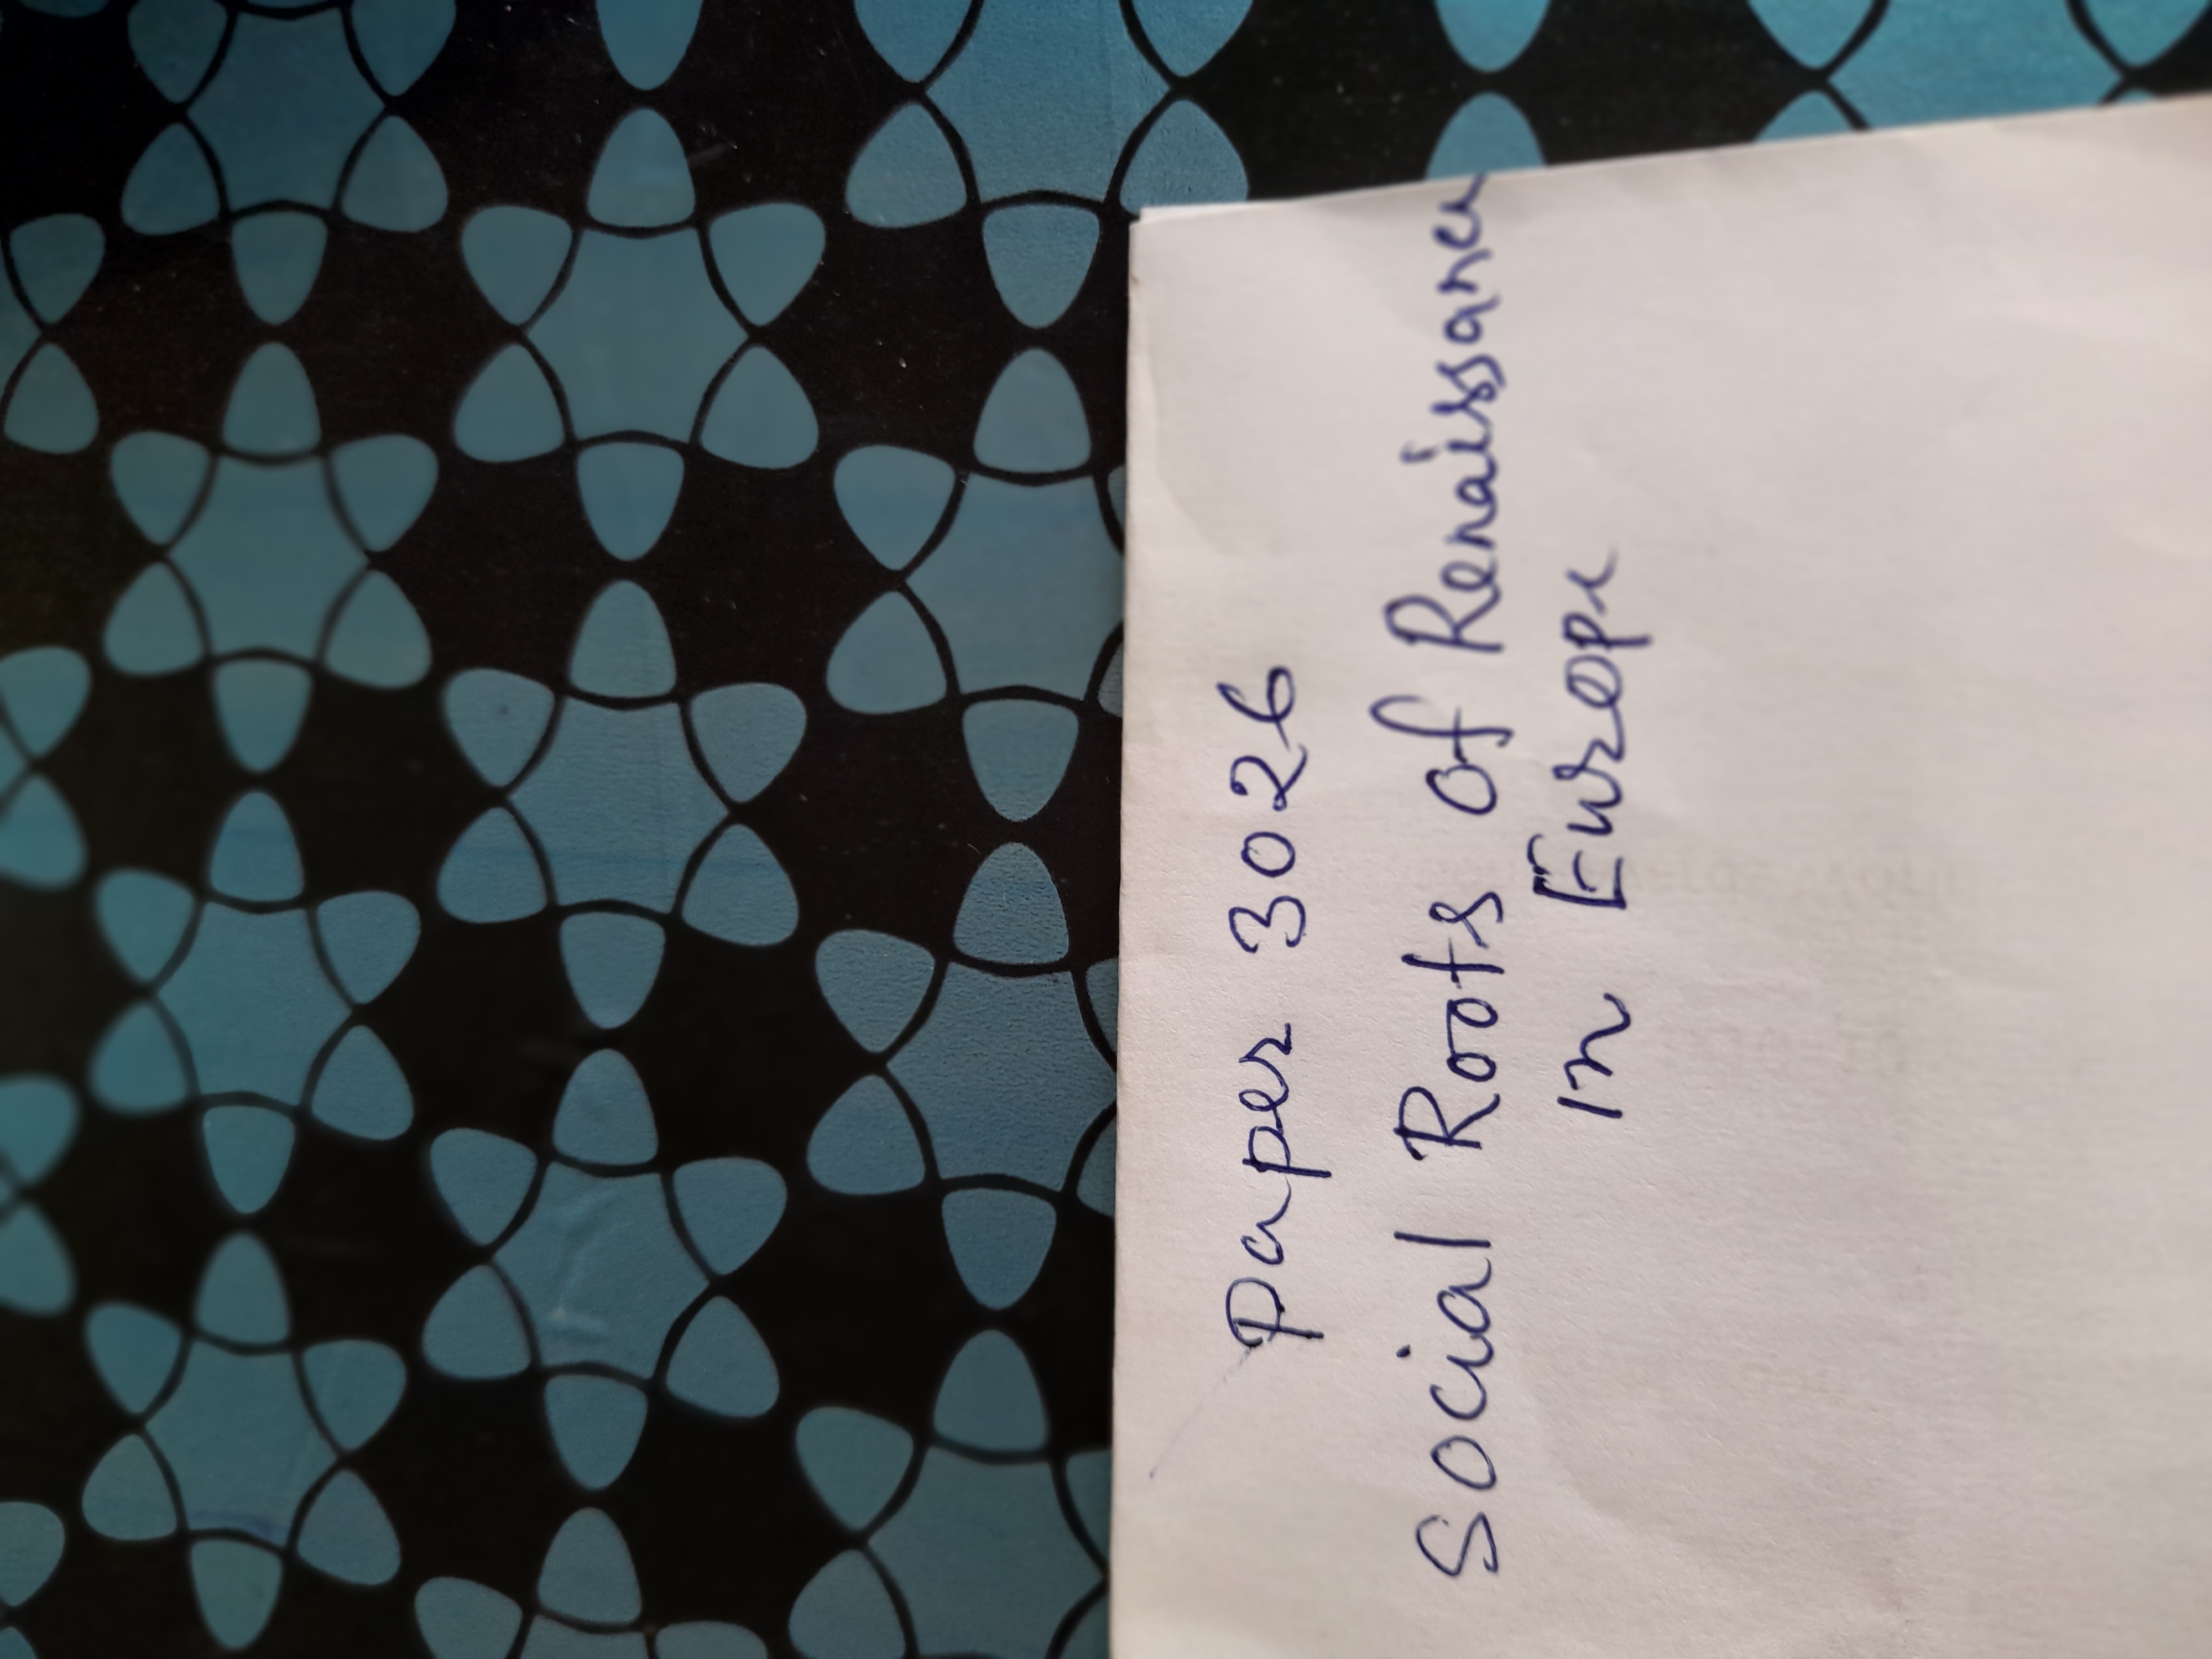 Paper 3026
Social Roots of Renaissance
In Europe